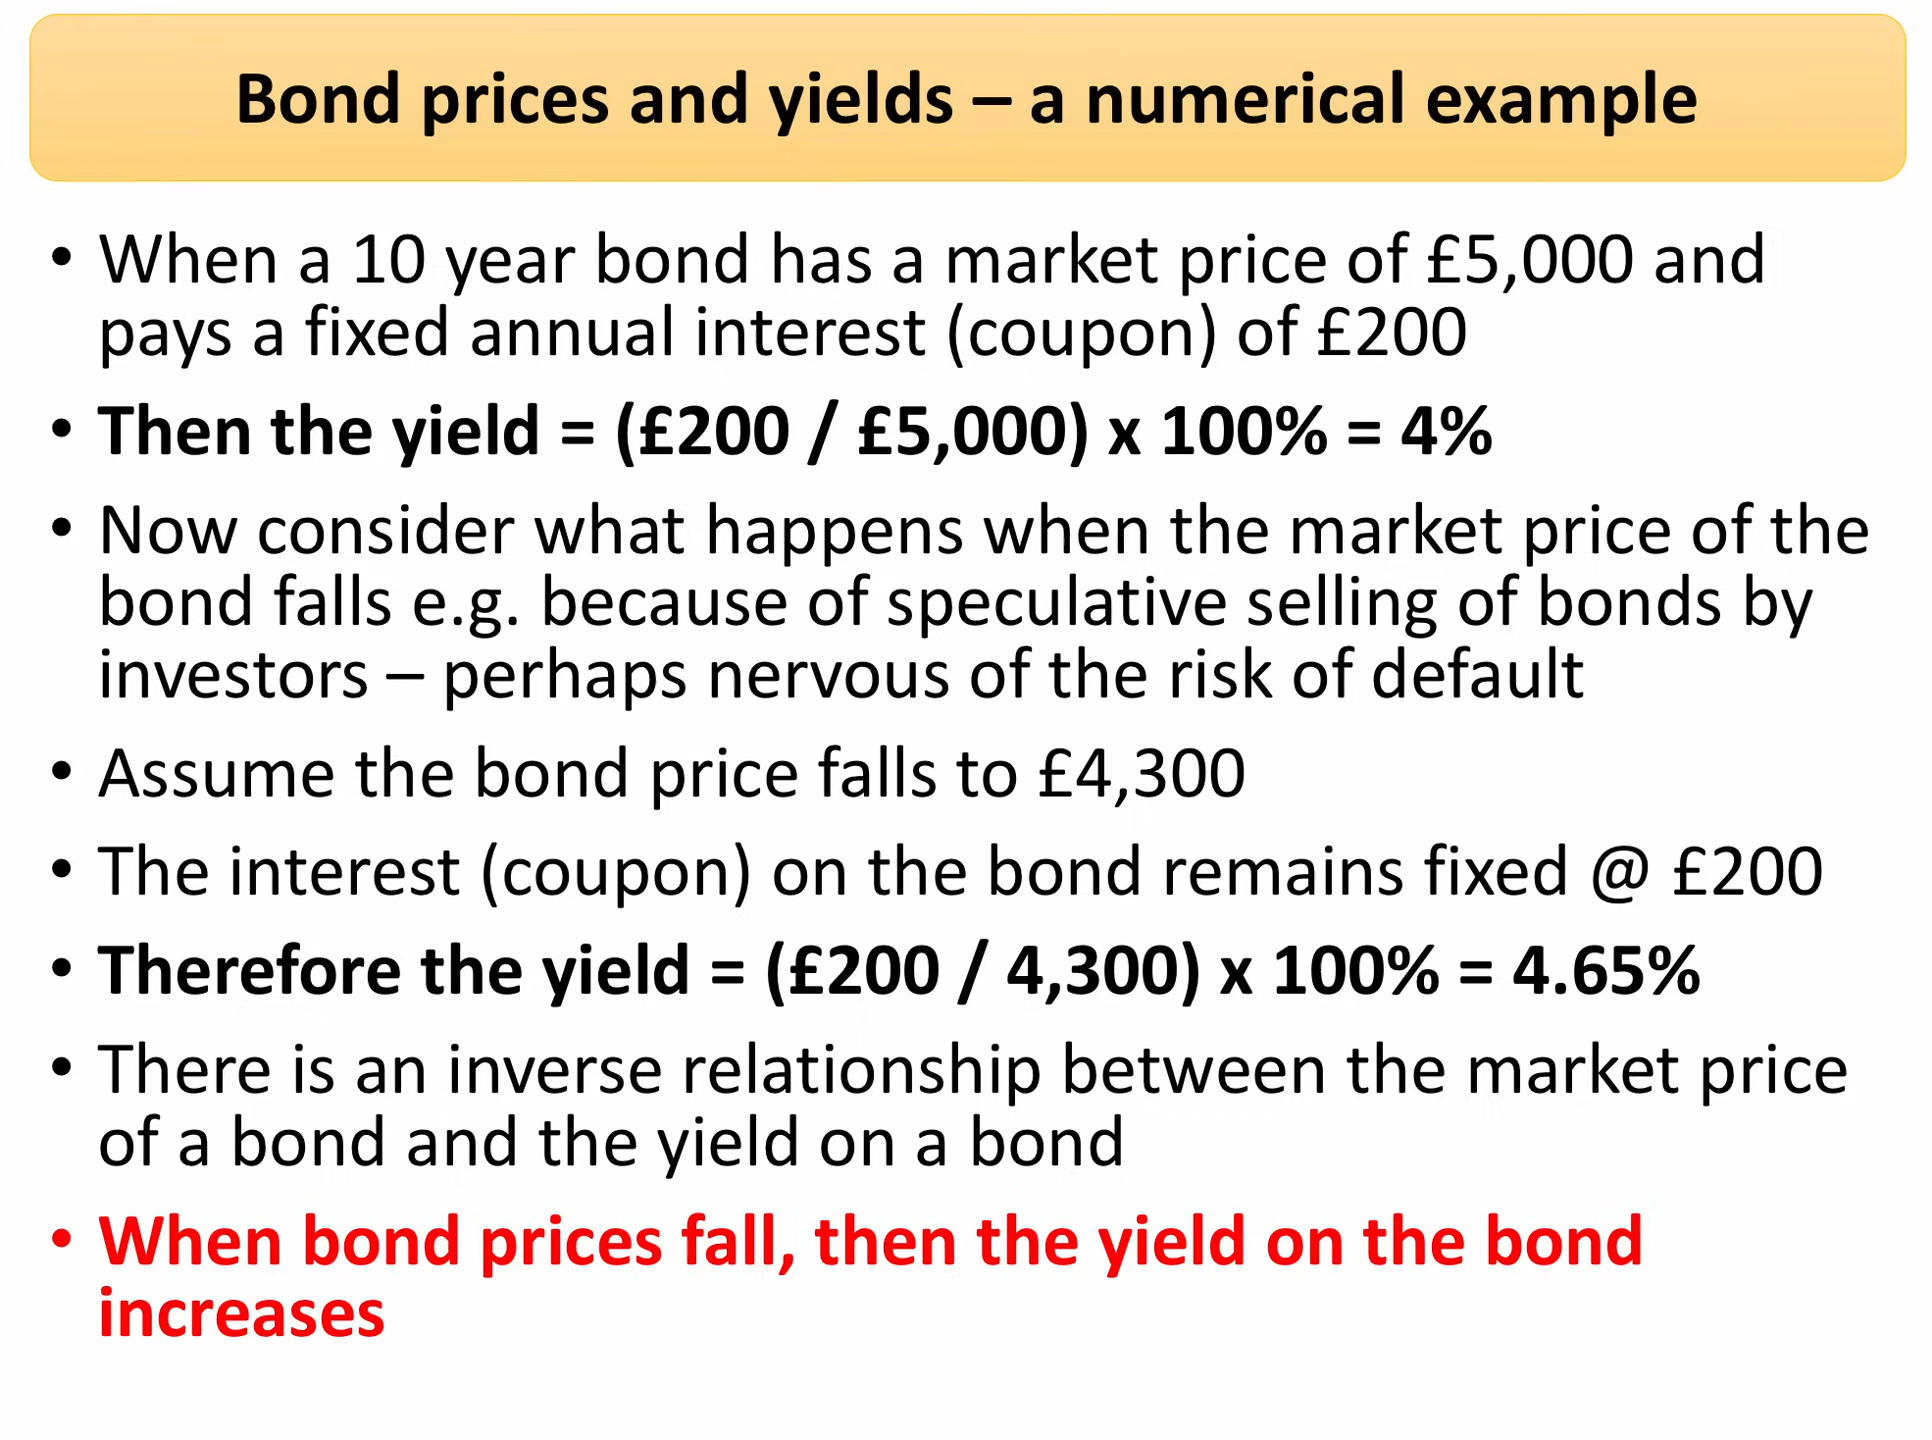 Bond prices and yields – a numerical example
• When a 10 year bond has a market price of £5,000 and
pays a fixed annual interest (coupon) of £200
• Then the yield = (£200 / £5,000) x 100% = 4%
• Now consider what happens when the market price of the
bond falls e.g. because of speculative selling of bonds by
investors – perhaps nervous of the risk of default
• Assume the bond price falls to £4,300
• The interest (coupon) on the bond remains fixed @ £200
• Therefore the yield = (£200 / 4,300) x 100% = 4.65%
• There is an inverse relationship between the market price
of a bond and the yield on a bond
• When bond prices fall, then the yield on the bond
increases